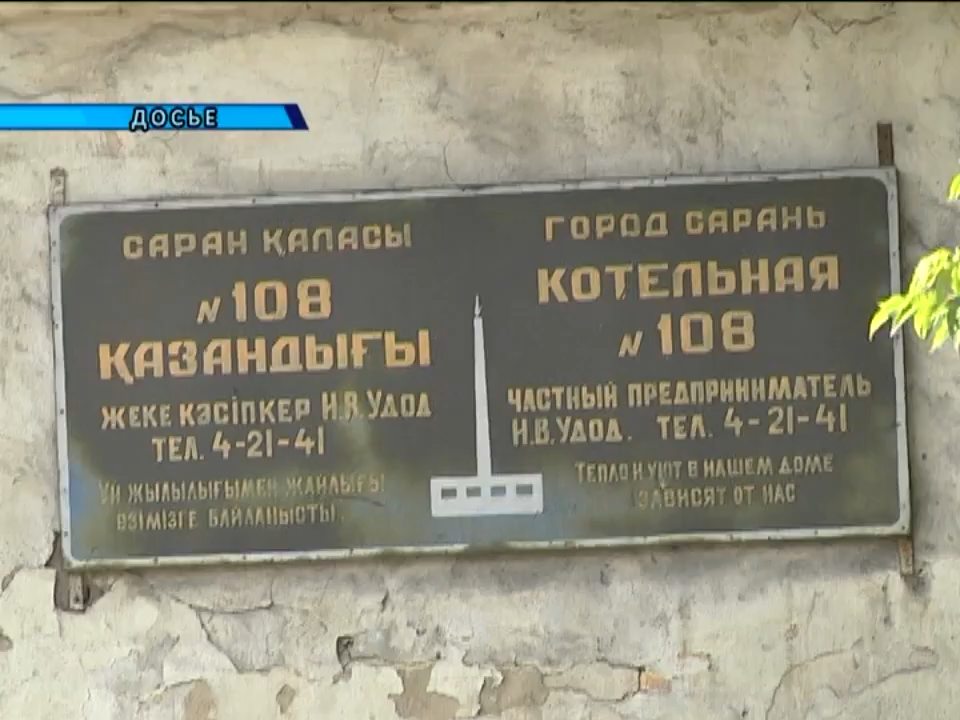 ДОСЬЕ
САРАН ҚАЛАСЫ
N 108
ҚАЗАНДЫҒЫ
ЖЕКЕ КӘСІПКЕР И.В.УДОД
ТЕЛ. 4-21-41
ҮЙ ЖЫЛЫЛЫҒЫМЕН ЖАЙЛЫҒЫ
ӨЗІМІЗГЕ БАЙЛАНЫСТЫ
ГОРОД САРАНЬ
КОТЕЛЬНАЯ
N 108
ЧАСТНЫЙ ПРЕДПРИНИМАТЕЛЬ
И.В.УДОД. ТЕЛ. 4-21-41
ТЕПЛО И УЮТ В НАШЕМ ДОМЕ
ЗАВИСЯТ ОТ НАС